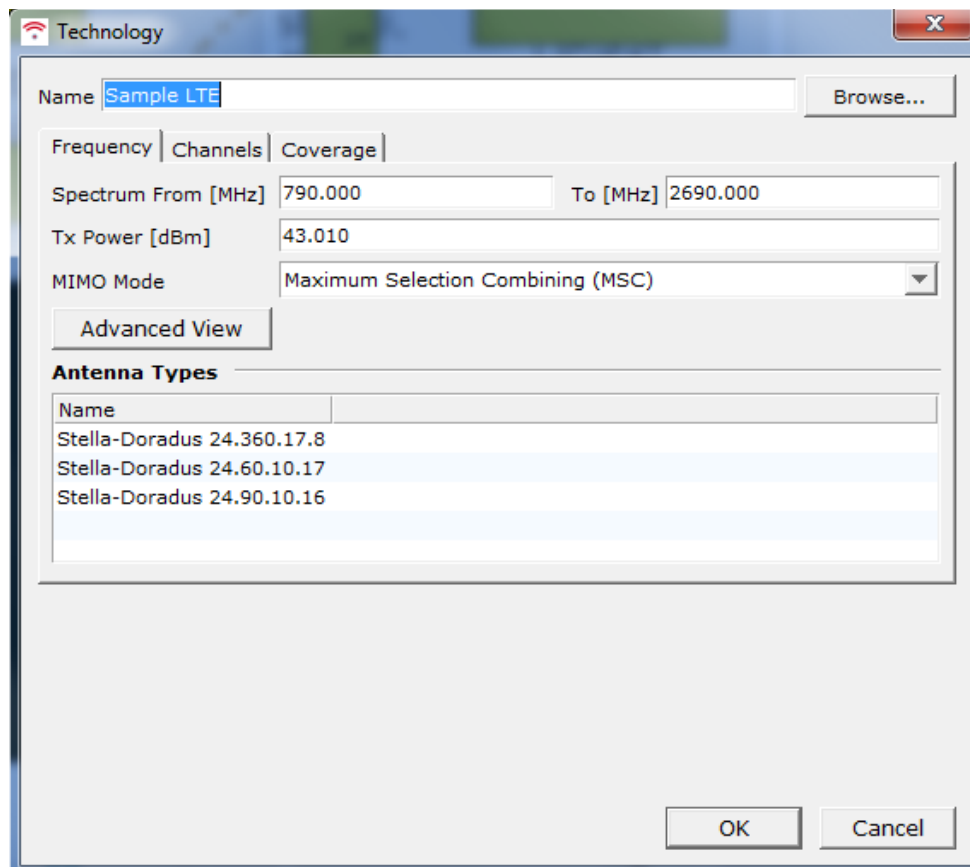 Technology
Name Sample LTE Browse...
Frequency Channels Coverage
Spectrum From [MHz] 790.000 To [MHz] 2690.000
Tx Power [dBm] 43.010
MIMO Mode Maximum Selection Combining (MSC)
Advanced View
Antenna Types
Name
Stella-Doradus 24.360.17.8
Stella-Doradus 24.60.10.17
Stella-Doradus 24.90.10.16
OK Cancel